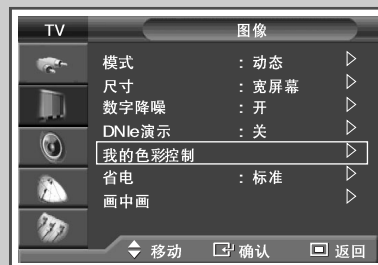 TV 图像
模式 : 动态
尺寸 : 宽屏幕
数字降噪 : 开
DNIe演示 : 关
我的色彩控制
省电 : 标准
画中画
移动 确认 返回